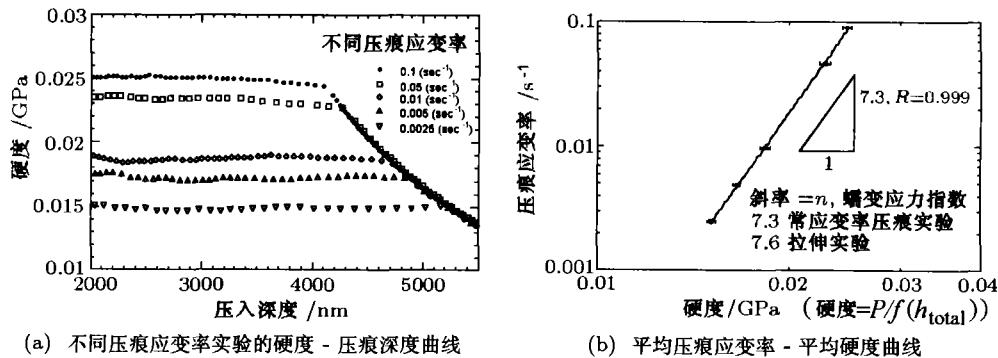 0.03
0.025
0.02
0.015
0.01
硬度 /GPa
2000
3000
4000
5000
压入深度 /nm
不同压痕应变率
0.1 (sec⁻¹)
0.05 (sec⁻¹)
0.01 (sec⁻¹)
0.005 (sec⁻¹)
0.0025 (sec⁻¹)
(a) 不同压痕应变率实验的硬度 - 压痕深度曲线
0.1
0.01
0.001
压痕应变率 /s⁻¹
7.3, R=0.999
1
斜率 =n, 蠕变应力指数
7.3 常应变率压痕实验
7.6 拉伸实验
0.01
0.02
0.03
0.04
硬度/GPa (硬度=P/f(h_total))
(b) 平均压痕应变率 - 平均硬度曲线